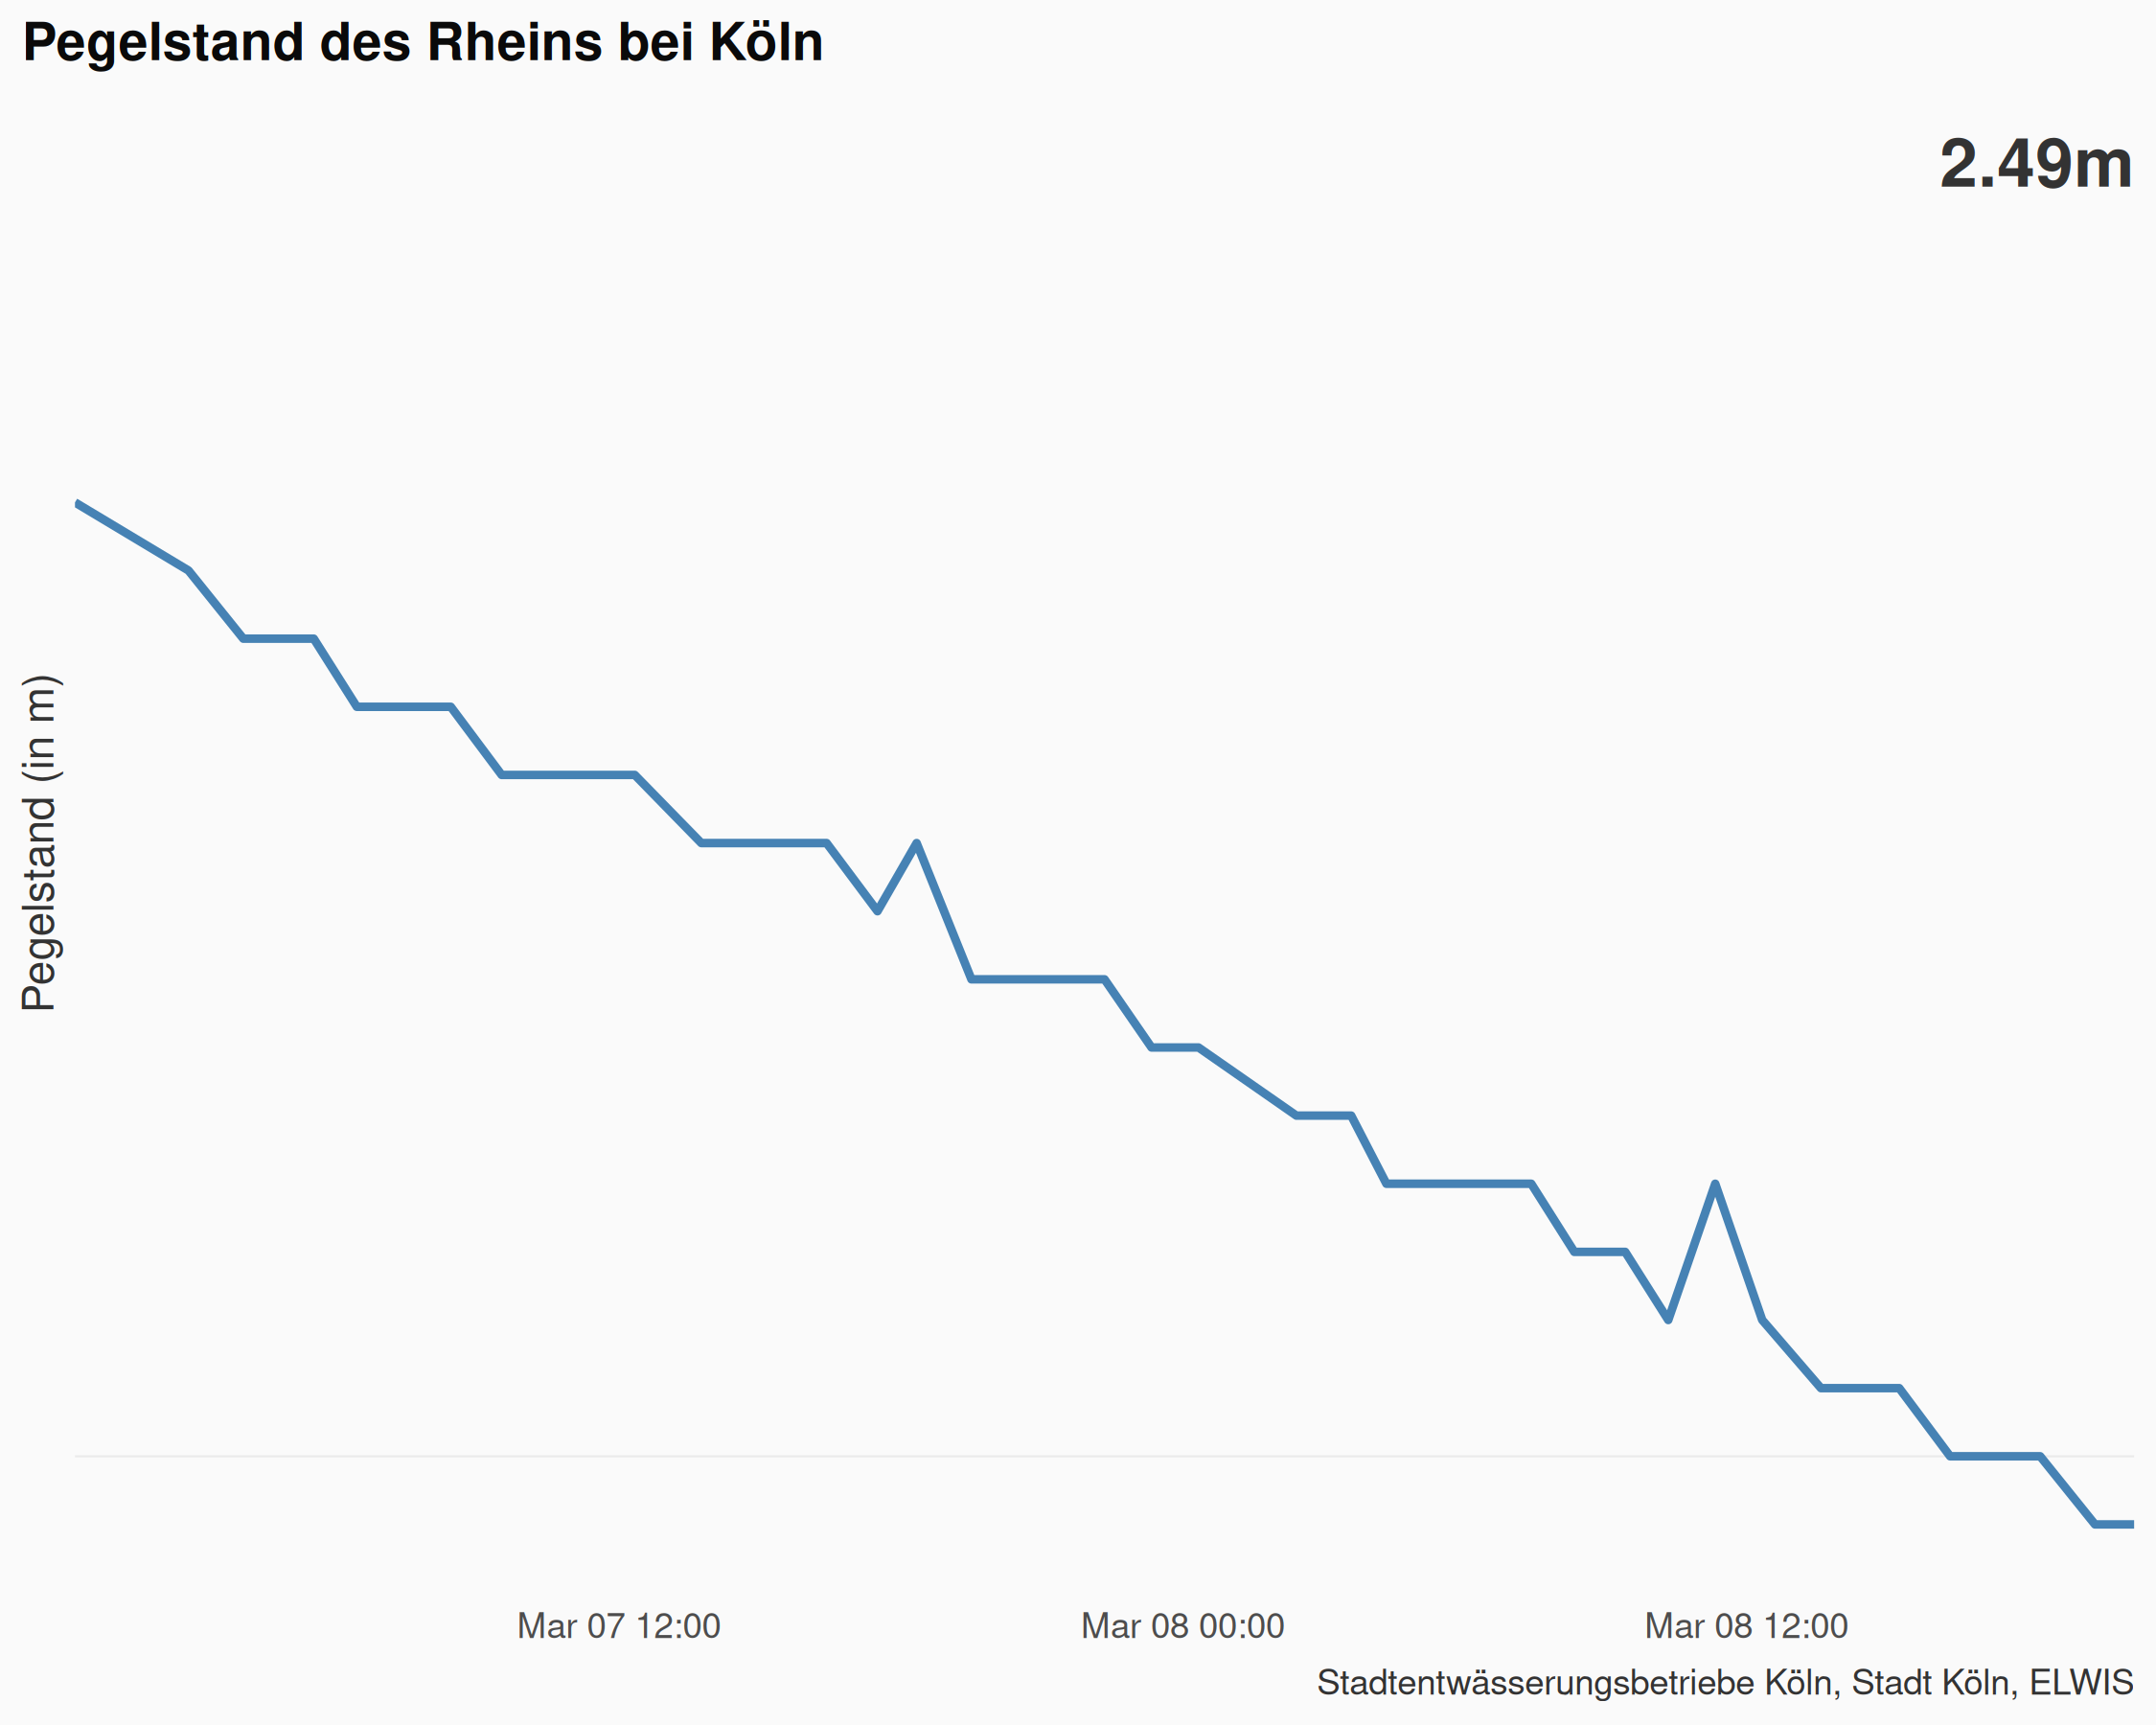 Pegelstand des Rheins bei Köln
2.49m
Pegelstand (in m)
Mar 07 12:00
Mar 08 00:00
Mar 08 12:00
Stadtentwässerungsbetriebe Köln, Stadt Köln, ELWIS